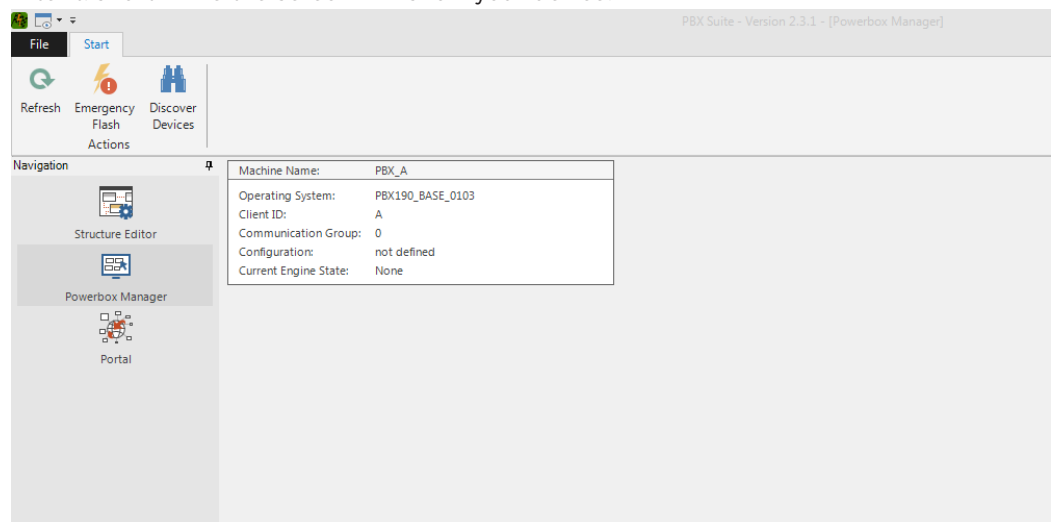 PBX Suite - Version 2.3.1 - [Powerbox Manager]
File Start
Refresh
Emergency Flash
Discover Devices
Actions
Navigation
Structure Editor
Powerbox Manager
Portal
Machine Name: PBX_A
Operating System: PBX190_BASE_0103
Client ID: A
Communication Group: 0
Configuration: not defined
Current Engine State: None